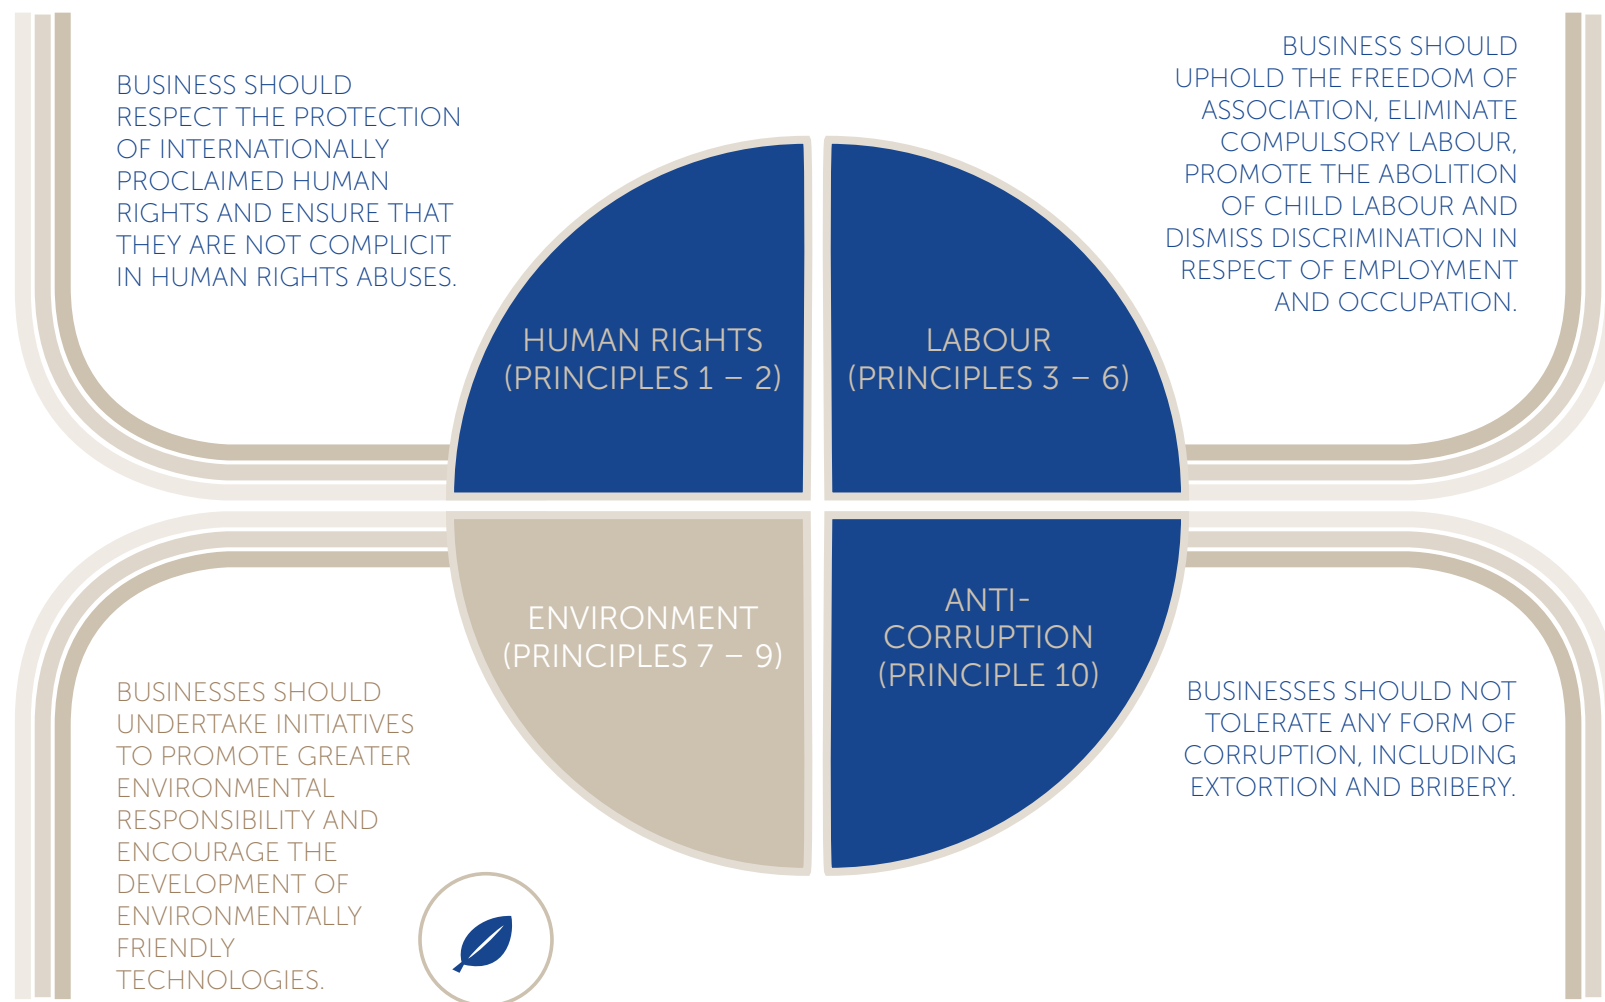 BUSINESS SHOULD
RESPECT THE PROTECTION
OF INTERNATIONALLY
PROCLAIMED HUMAN
RIGHTS AND ENSURE THAT
THEY ARE NOT COMPLICIT
IN HUMAN RIGHTS ABUSES.
BUSINESS SHOULD
UPHOLD THE FREEDOM OF
ASSOCIATION, ELIMINATE
COMPULSORY LABOUR,
PROMOTE THE ABOLITION
OF CHILD LABOUR AND
DISMISS DISCRIMINATION IN
RESPECT OF EMPLOYMENT
AND OCCUPATION.
HUMAN RIGHTS
(PRINCIPLES 1 – 2)
LABOUR
(PRINCIPLES 3 – 6)
ENVIRONMENT
(PRINCIPLES 7 – 9)
ANTI-
CORRUPTION
(PRINCIPLE 10)
BUSINESSES SHOULD
UNDERTAKE INITIATIVES
TO PROMOTE GREATER
ENVIRONMENTAL
RESPONSIBILITY AND
ENCOURAGE THE
DEVELOPMENT OF
ENVIRONMENTALLY
FRIENDLY
TECHNOLOGIES.
BUSINESSES SHOULD NOT
TOLERATE ANY FORM OF
CORRUPTION, INCLUDING
EXTORTION AND BRIBERY.